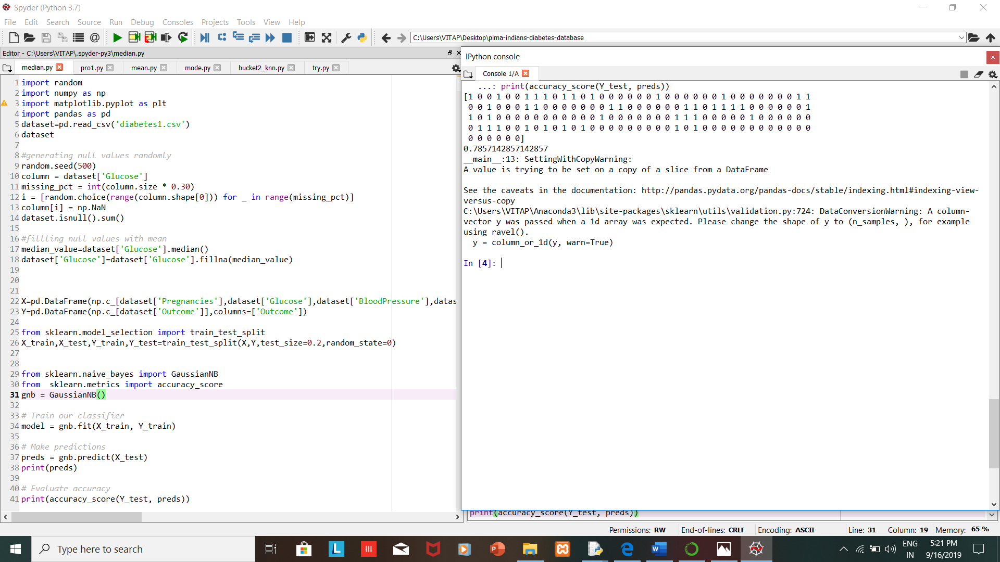 Spyder (Python 3.7)
File Edit Search Source Run Debug Consoles Projects Tools View Help
C:\Users\VITAP\Desktop\pima-indians-diabetes-database
Editor - C:\Users\VITAP\.spyder-py3\median.py
median.py pro1.py mean.py mode.py bucket2_knn.py try.py
1 import random
2 import numpy as np
3 import matplotlib.pyplot as plt
4 import pandas as pd
5 dataset=pd.read_csv('diabetes1.csv')
6 dataset
7
8 #generating null values randomly
9 random.seed(500)
10 column = dataset['Glucose']
11 missing_pct = int(column.size * 0.30)
12 i = [random.choice(range(column.shape[0])) for _ in range(missing_pct)]
13 column[i] = np.NaN
14 dataset.isnull().sum()
15
16 #fillling null values with mean
17 median_value=dataset['Glucose'].median()
18 dataset['Glucose']=dataset['Glucose'].fillna(median_value)
19
20
21
22 X=pd.DataFrame(np.c_[dataset['Pregnancies'],dataset['Glucose'],dataset['BloodPressure'],datas
23 Y=pd.DataFrame(np.c_[dataset['Outcome']],columns=['Outcome'])
24
25 from sklearn.model_selection import train_test_split
26 X_train,X_test,Y_train,Y_test=train_test_split(X,Y,test_size=0.2,random_state=0)
27
28
29 from sklearn.naive_bayes import GaussianNB
30 from  sklearn.metrics import accuracy_score
31 gnb = GaussianNB()
32
33 # Train our classifier
34 model = gnb.fit(X_train, Y_train)
35
36 # Make predictions
37 preds = gnb.predict(X_test)
38 print(preds)
39
40 # Evaluate accuracy
41 print(accuracy_score(Y_test, preds))
IPython console
Console 1/A
...: print(accuracy_score(Y_test, preds))
[1 0 0 1 0 0 1 1 1 0 1 1 0 1 0 0 0 0 0 0 1 0 0 0 0 0 0 1 0 0 0 0 0 0 0 1 1
0 0 1 0 0 0 1 1 0 0 0 0 0 0 0 1 1 0 0 0 0 0 0 1 1 0 1 1 1 1 0 0 0 0 0 0 1
1 0 1 0 0 0 0 0 0 0 0 0 0 0 1 0 0 0 0 0 0 0 1 1 1 0 0 0 0 0 1 0 0 0 0 0 0
0 1 1 1 0 0 1 0 1 0 1 0 1 0 0 0 0 0 0 0 0 0 1 0 1 0 0 0 0 0 0 0 0 0 0 0 0
0 0 0 0 0 0]
0.7857142857142857
__main__:13: SettingWithCopyWarning:
A value is trying to be set on a copy of a slice from a DataFrame
See the caveats in the documentation: http://pandas.pydata.org/pandas-docs/stable/indexing.html#indexing-view-
versus-copy
C:\Users\VITAP\Anaconda3\lib\site-packages\sklearn\utils\validation.py:724: DataConversionWarning: A column-
vector y was passed when a 1d array was expected. Please change the shape of y to (n_samples, ), for example
using ravel().
y = column_or_1d(y, warn=True)
In [4]:
print(accuracy_score(Y_test, preds))
Permissions: RW End-of-lines: CRLF Encoding: ASCII Line: 31 Column: 19 Memory: 65 %
Type here to search
ENG
IN
5:21 PM
9/16/2019